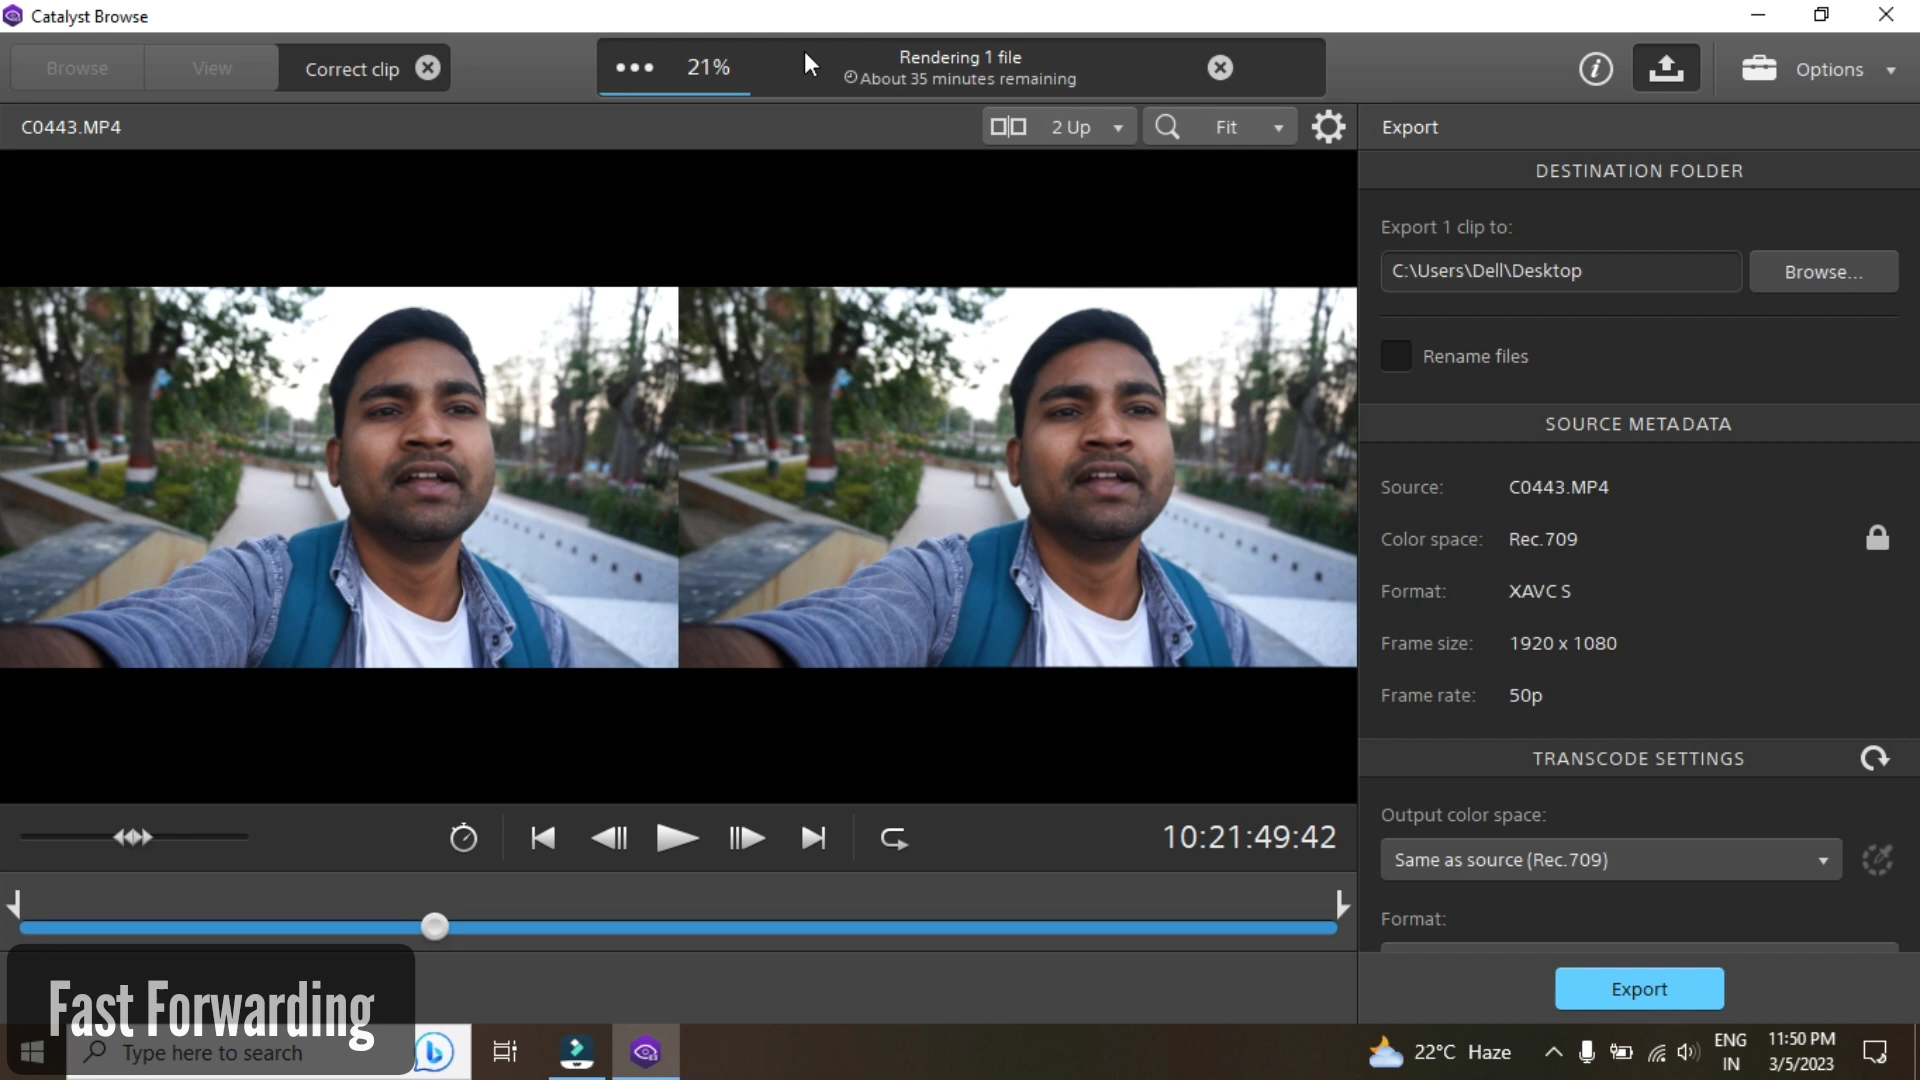 Catalyst Browse
Browse
View
Correct clip
21%
Rendering 1 file
About 35 minutes remaining
Options
C0443.MP4
2 Up
Fit
Export
DESTINATION FOLDER
Export 1 clip to:
C:\Users\Dell\Desktop
Browse...
Rename files
SOURCE METADATA
Source: C0443.MP4
Color space: Rec.709
Format: XAVC S
Frame size: 1920 x 1080
Frame rate: 50p
TRANSCODE SETTINGS
Output color space:
Same as source (Rec.709)
Format:
Export
10:21:49:42
Fast Forwarding
Type here to search
22°C Haze
ENG
IN
11:50 PM
3/5/2023